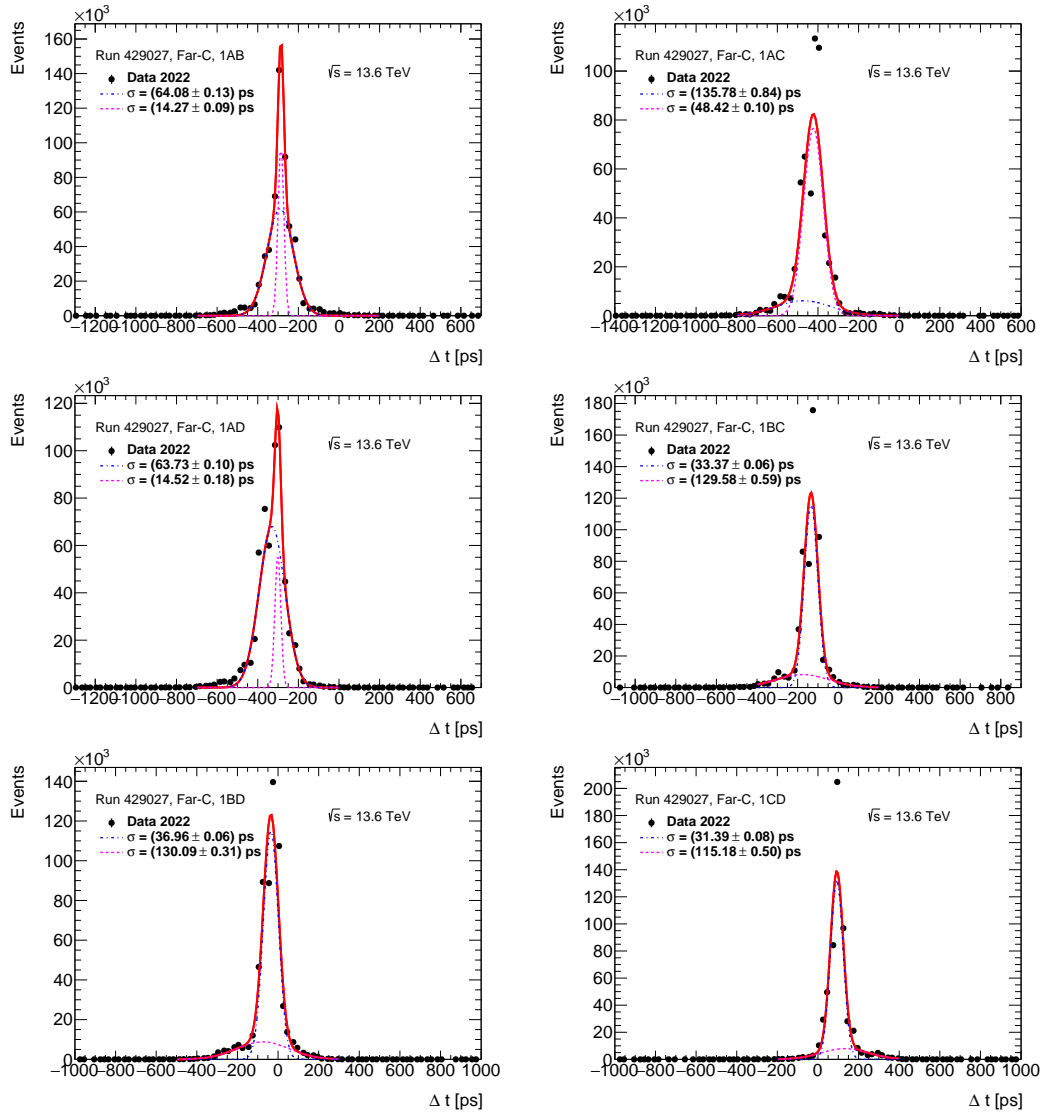 ×10³
Events
160
140
120
100
80
60
40
20
0
Run 429027, Far-C, 1AB
√s = 13.6 TeV
Data 2022
σ = (64.08 ± 0.13) ps
σ = (14.27 ± 0.09) ps
−1200 −1000 −800 −600 −400 −200 0 200 400 600
Δ t [ps]
×10³
Events
100
80
60
40
20
0
Run 429027, Far-C, 1AC
√s = 13.6 TeV
Data 2022
σ = (135.78 ± 0.84) ps
σ = (48.42 ± 0.10) ps
−1400 −1200 −1000 −800 −600 −400 −200 0 200 400 600
Δ t [ps]
×10³
Events
120
100
80
60
40
20
0
Run 429027, Far-C, 1AD
√s = 13.6 TeV
Data 2022
σ = (63.73 ± 0.10) ps
σ = (14.52 ± 0.18) ps
−1200 −1000 −800 −600 −400 −200 0 200 400 600
Δ t [ps]
×10³
Events
180
160
140
120
100
80
60
40
20
0
Run 429027, Far-C, 1BC
√s = 13.6 TeV
Data 2022
σ = (33.37 ± 0.06) ps
σ = (129.58 ± 0.59) ps
−1000 −800 −600 −400 −200 0 200 400 600 800
Δ t [ps]
×10³
Events
140
120
100
80
60
40
20
0
Run 429027, Far-C, 1BD
√s = 13.6 TeV
Data 2022
σ = (36.96 ± 0.06) ps
σ = (130.09 ± 0.31) ps
−1000 −800 −600 −400 −200 0 200 400 600 800 1000
Δ t [ps]
×10³
Events
200
180
160
140
120
100
80
60
40
20
0
Run 429027, Far-C, 1CD
√s = 13.6 TeV
Data 2022
σ = (31.39 ± 0.08) ps
σ = (115.18 ± 0.50) ps
−1000 −800 −600 −400 −200 0 200 400 600 800 1000
Δ t [ps]